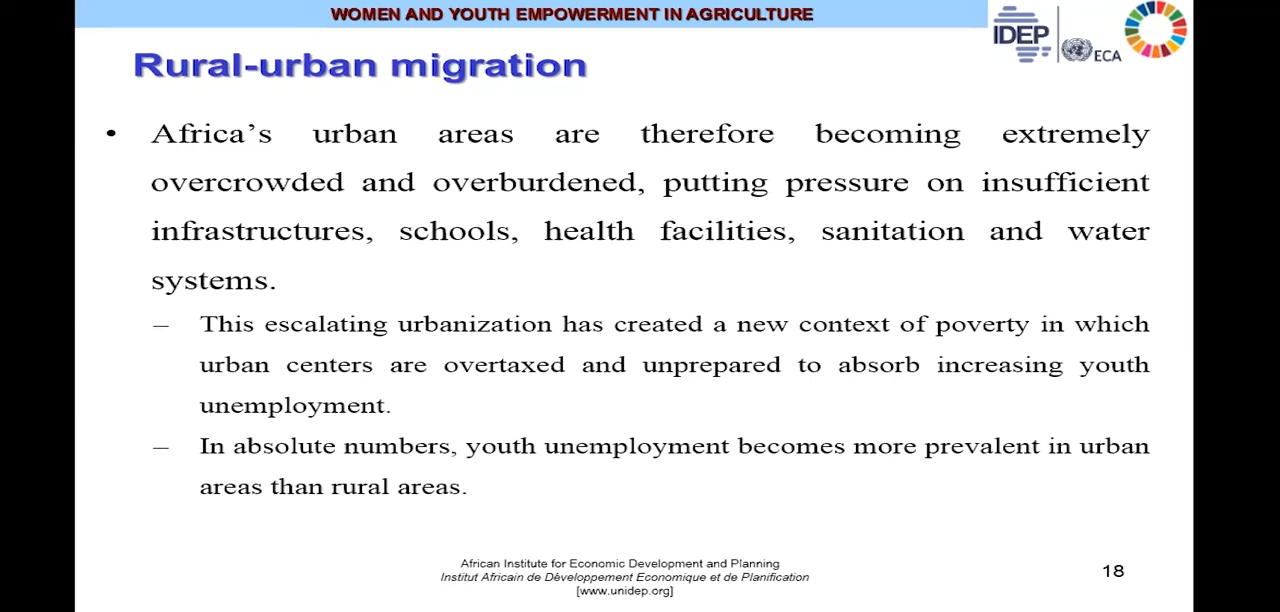 WOMEN AND YOUTH EMPOWERMENT IN AGRICULTURE
IDEP
ECA
Rural-urban migration
• Africa's urban areas are therefore becoming extremely
overcrowded and overburdened, putting pressure on insufficient
infrastructures, schools, health facilities, sanitation and water
systems.
– This escalating urbanization has created a new context of poverty in which
urban centers are overtaxed and unprepared to absorb increasing youth
unemployment.
– In absolute numbers, youth unemployment becomes more prevalent in urban
areas than rural areas.
African Institute for Economic Development and Planning
Institut Africain de Développement Economique et de Planification
[www.unidep.org]
18